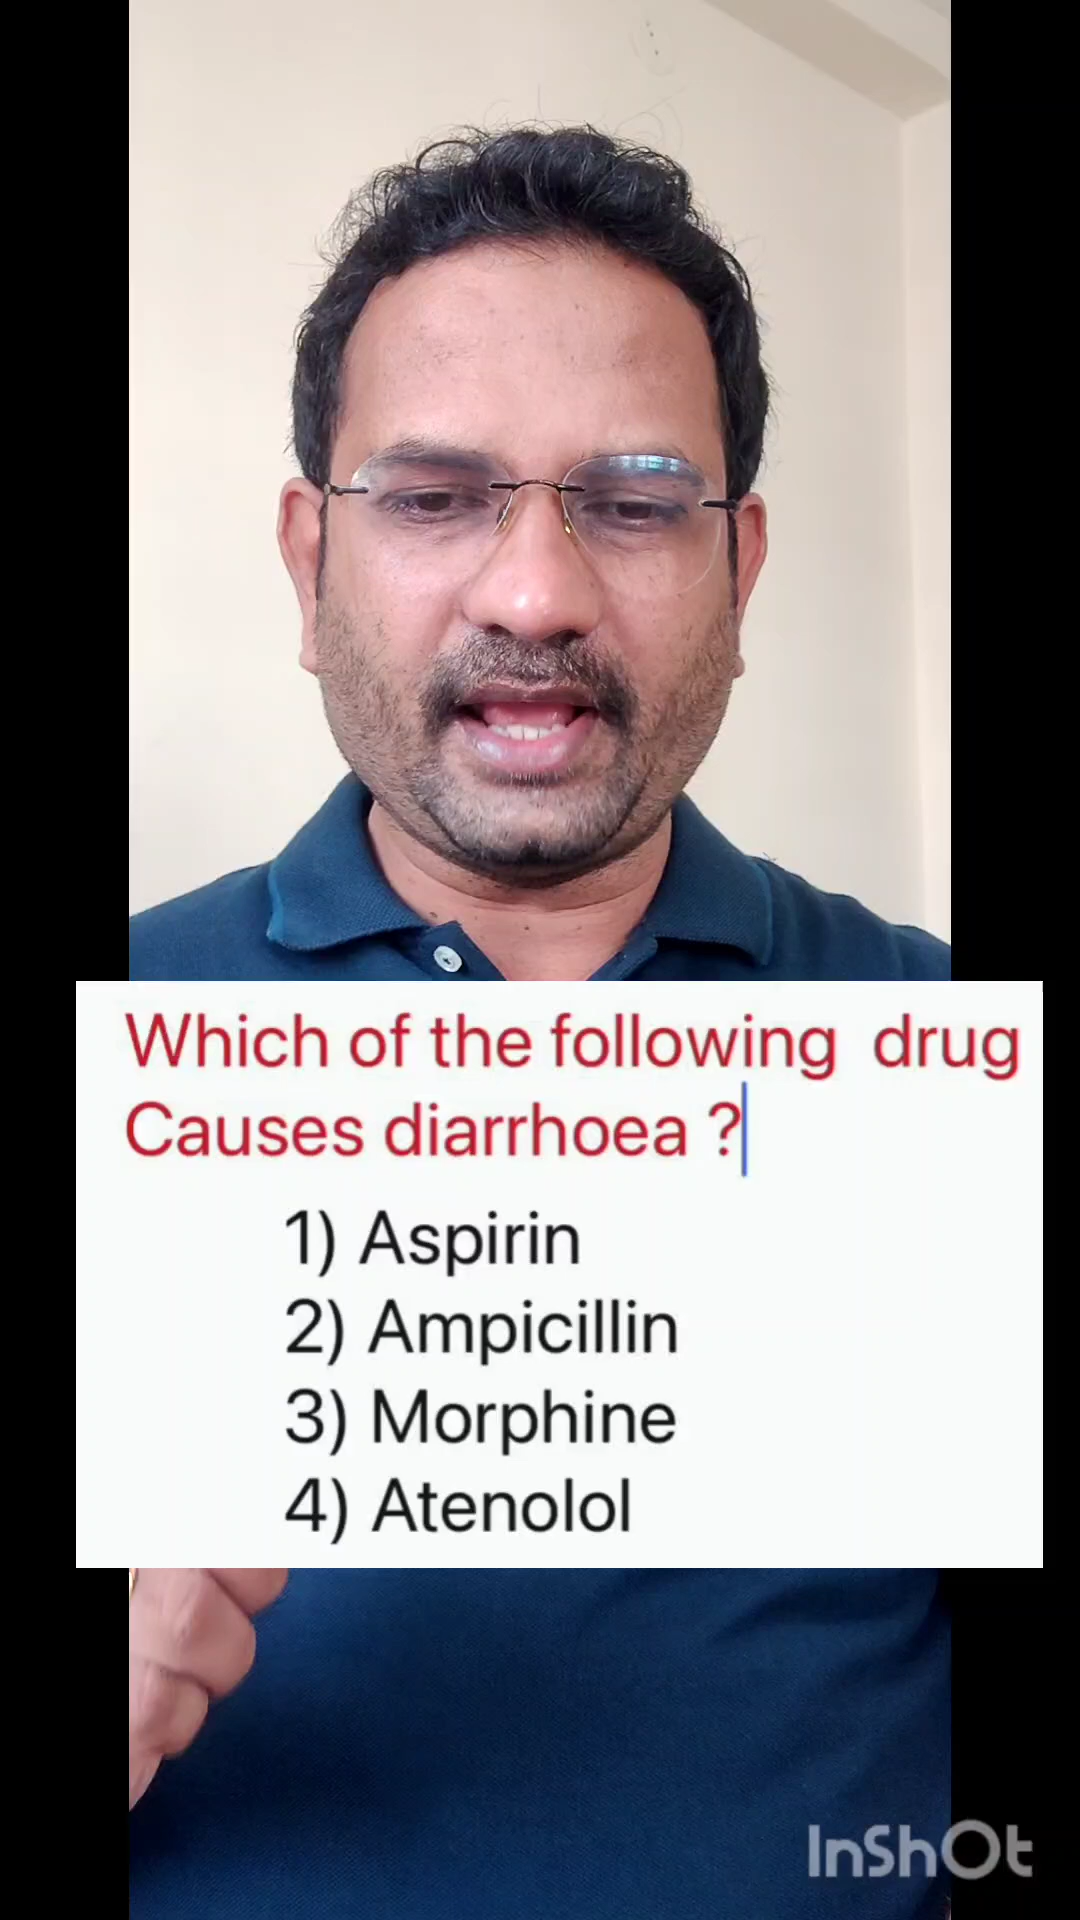 Which of the following drug
Causes diarrhoea ?
1) Aspirin
2) Ampicillin
3) Morphine
4) Atenolol
InShOt